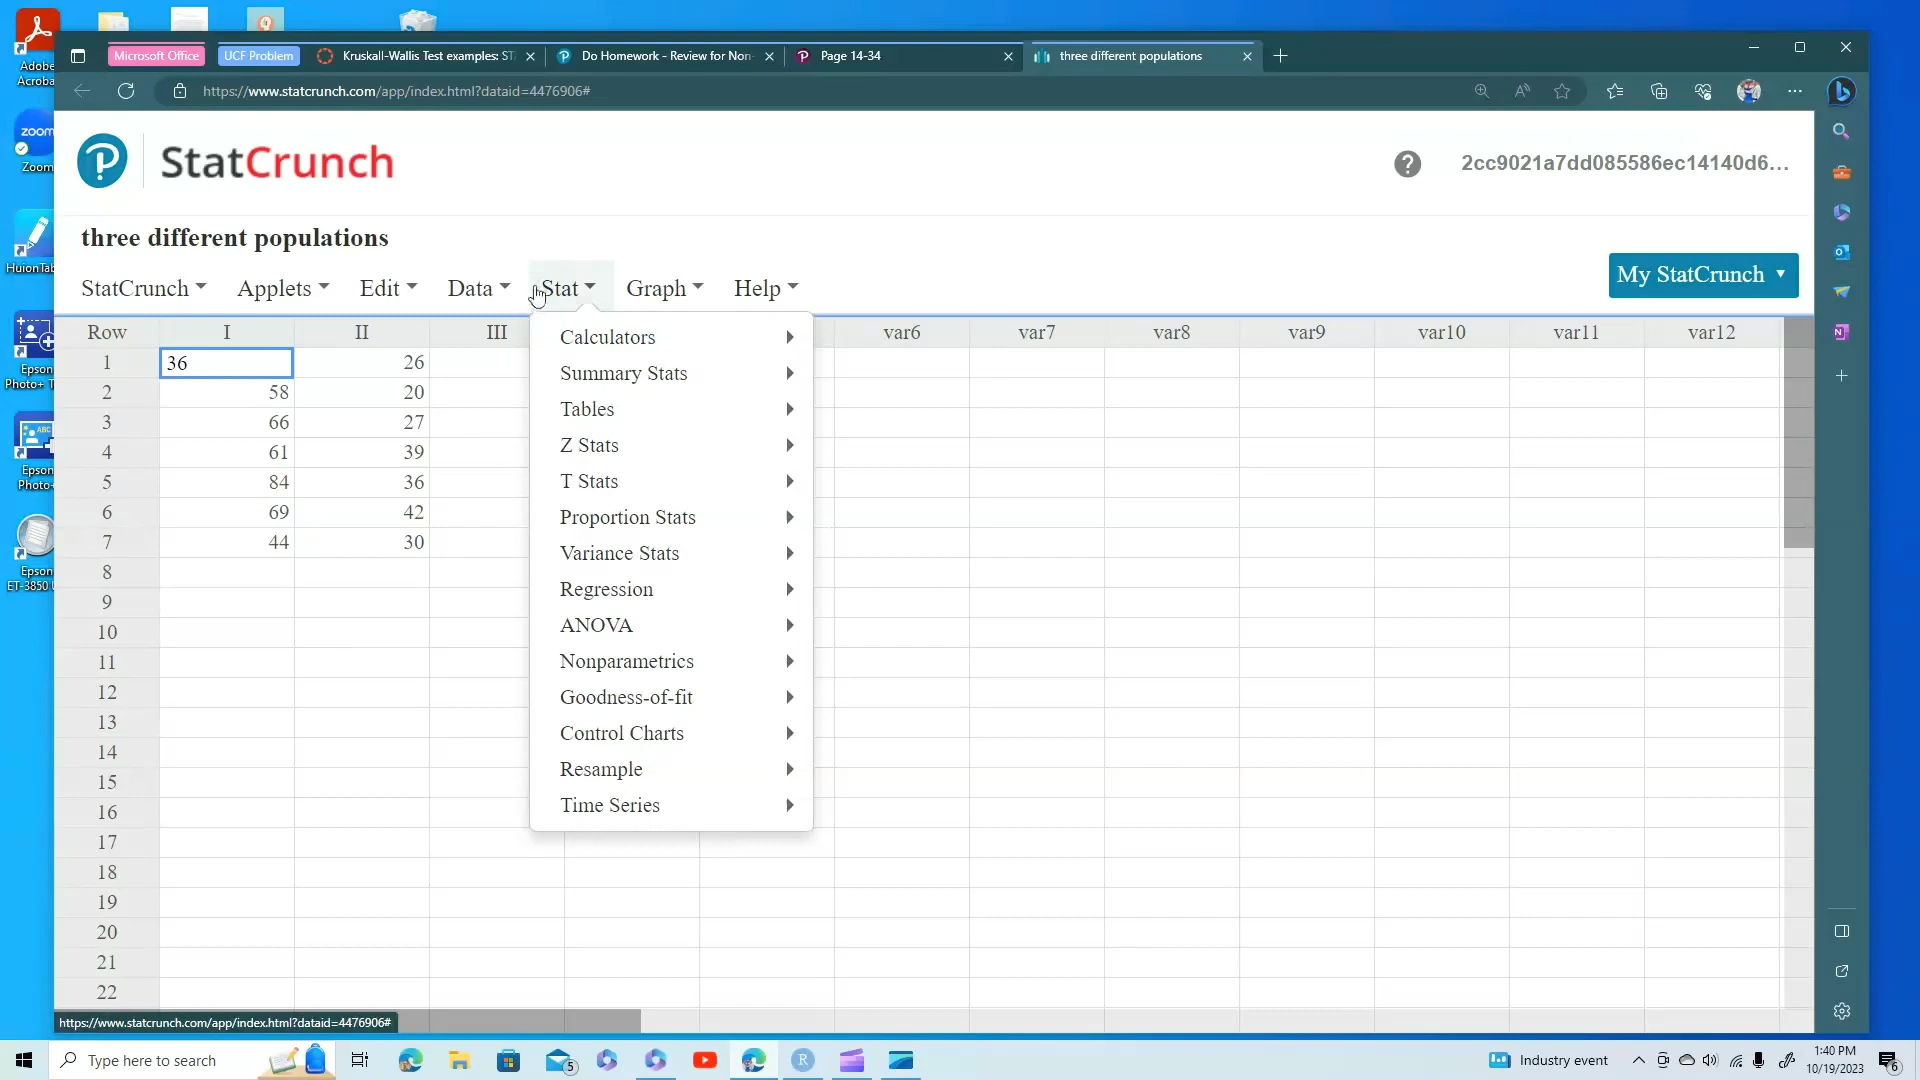 Microsoft Office
UCF Problem
Kruskall-Wallis Test examples: ST
Do Homework - Review for Non-
Page 14-34
three different populations
https://www.statcrunch.com/app/index.html?dataid=4476906#
StatCrunch
2cc9021a7dd085586ec14140d6...
three different populations
StatCrunch Applets Edit Data Stat Graph Help
My StatCrunch
Row I II III var6 var7 var8 var9 var10 var11 var12
1 36 26
2 58 20
3 66 27
4 61 39
5 84 36
6 69 42
7 44 30
8
9
10
11
12
13
14
15
16
17
18
19
20
21
22
Calculators
Summary Stats
Tables
Z Stats
T Stats
Proportion Stats
Variance Stats
Regression
ANOVA
Nonparametrics
Goodness-of-fit
Control Charts
Resample
Time Series
https://www.statcrunch.com/app/index.html?dataid=4476906#
Adobe
Acroba
zoom
Zoom
HuionTab
Epson
Photo+ T
ABC
Epson
Photo+
Epson
ET-3850 U
Type here to search
5
Industry event
1:40 PM
10/19/2023
6